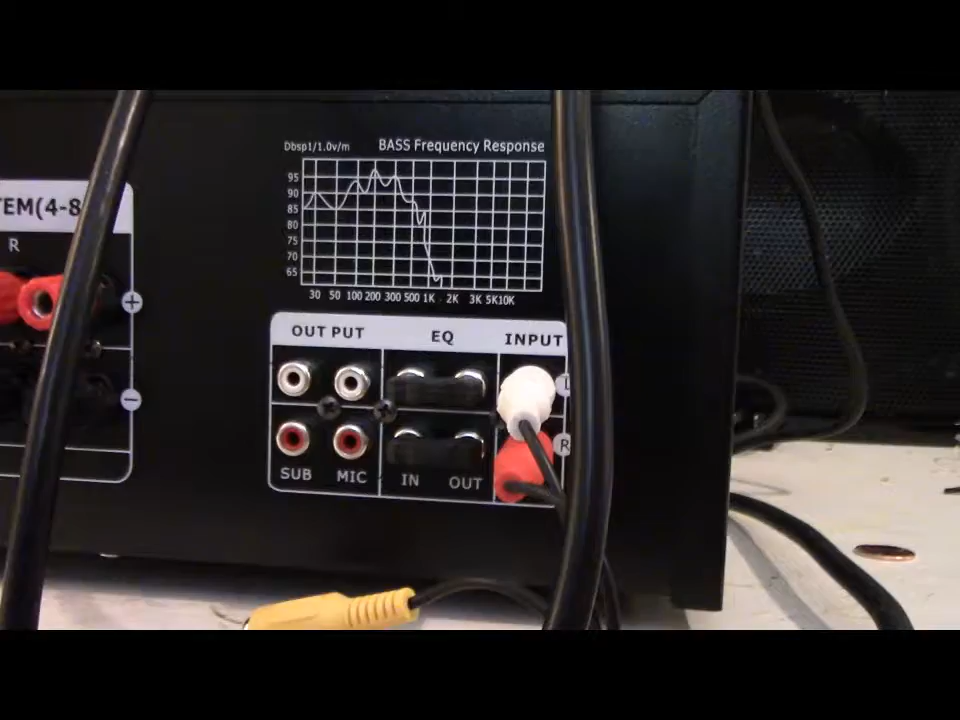 Dbsp1/1.0v/m BASS Frequency Response
95
90
85
80
75
70
65
30 50 100 200 300 500 1K 2K 3K 5K10K
TEM(4-8
R
+
−
OUT PUT EQ INPUT
L
R
SUB MIC IN OUT